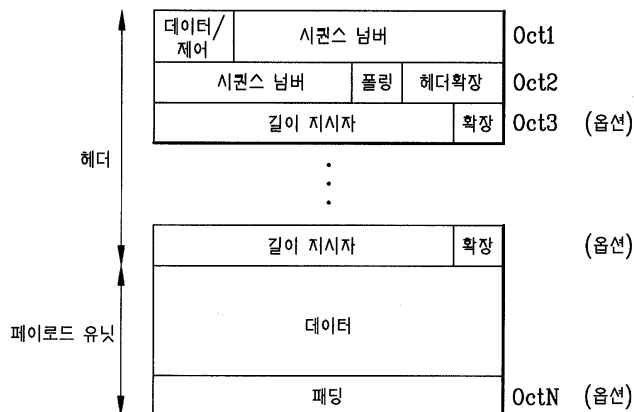 데이터/
제어
시퀀스 넘버
Oct1
시퀀스 넘버
폴링
헤더확장
Oct2
길이 지시자
확장
Oct3
(옵션)
헤더
길이 지시자
확장
(옵션)
데이터
페이로드 유닛
패딩
OctN
(옵션)